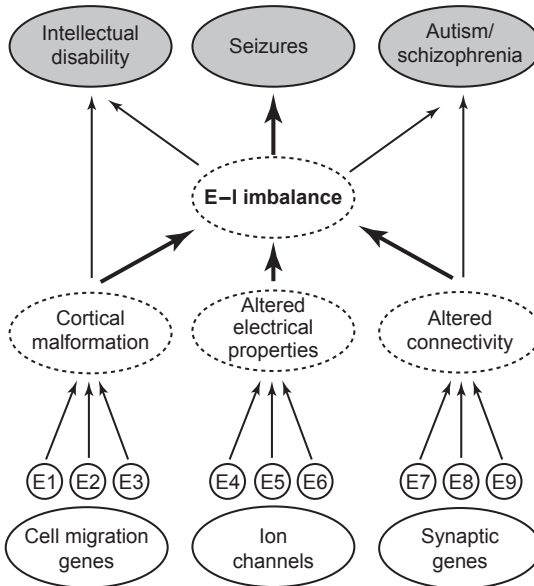 Intellectual
disability
Seizures
Autism/
schizophrenia
E–I imbalance
Cortical
malformation
Altered
electrical
properties
Altered
connectivity
E1 E2 E3 E4 E5 E6 E7 E8 E9
Cell migration
genes
Ion
channels
Synaptic
genes